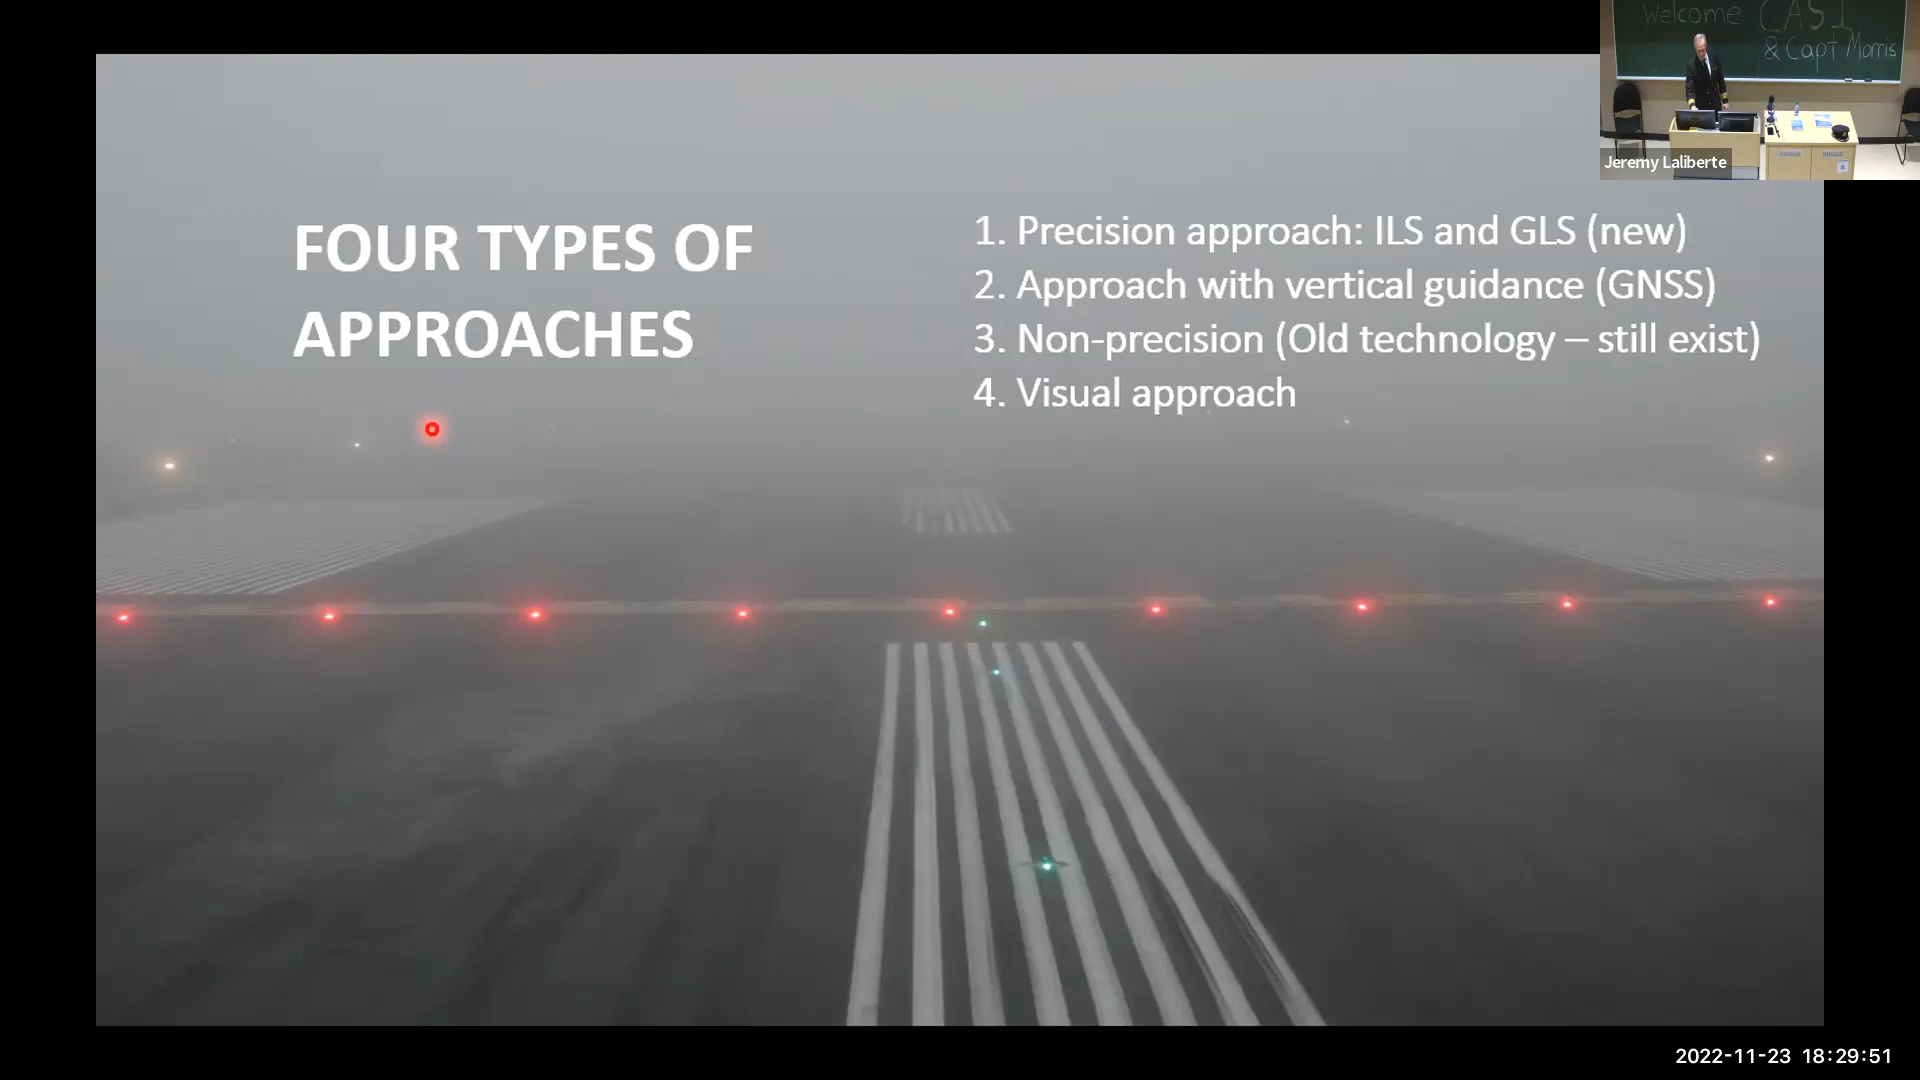 Welcome CASI
& Capt Morris
Jeremy Laliberte
FOUR TYPES OF
APPROACHES
1. Precision approach: ILS and GLS (new)
2. Approach with vertical guidance (GNSS)
3. Non-precision (Old technology – still exist)
4. Visual approach
2022-11-23 18:29:51